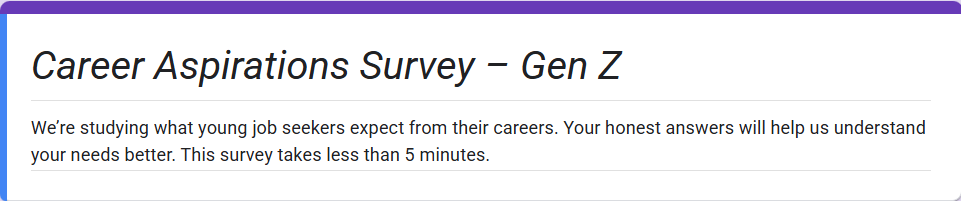 Career Aspirations Survey – Gen Z
We’re studying what young job seekers expect from their careers. Your honest answers will help us understand
your needs better. This survey takes less than 5 minutes.